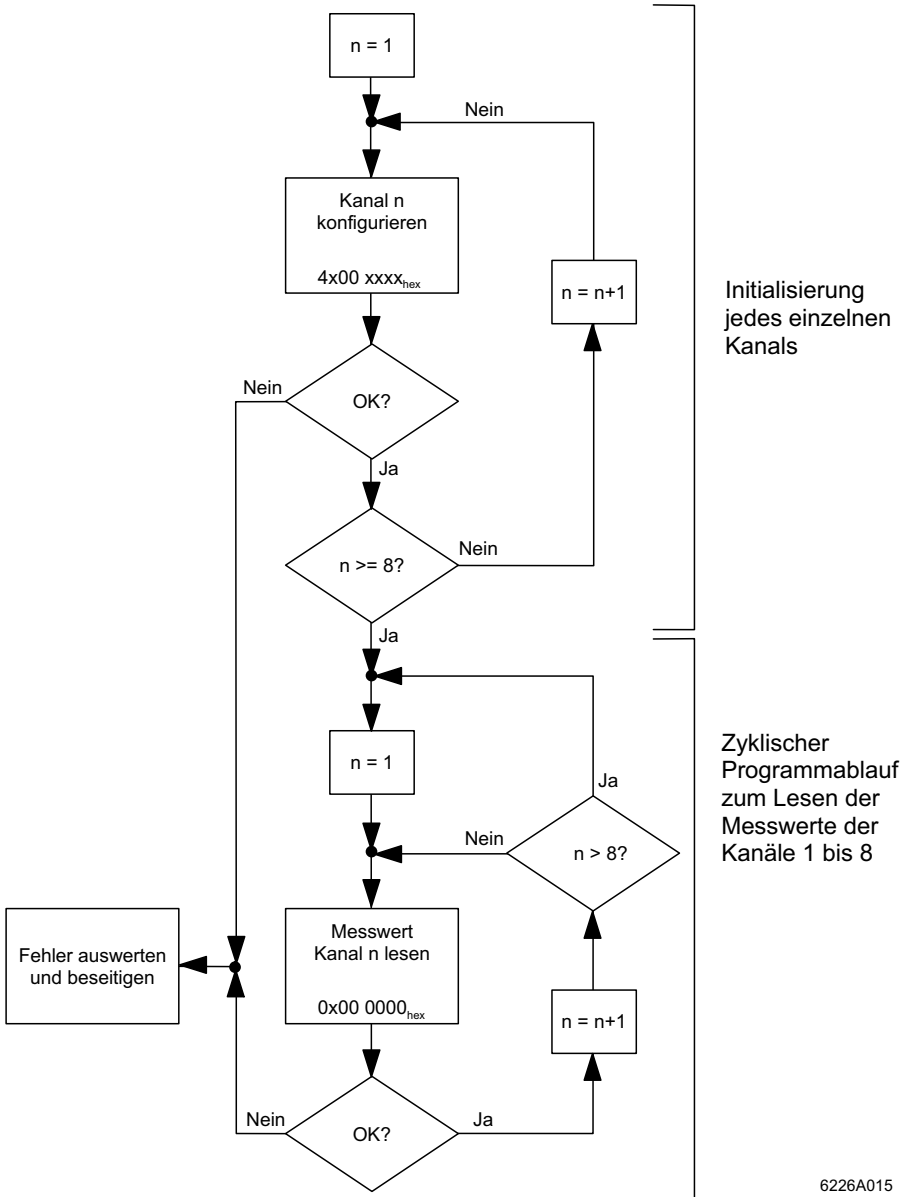 n = 1
Nein
Kanal n
konfigurieren
4x00 xxxxhex
n = n+1
Initialisierung
jedes einzelnen
Kanals
Nein
OK?
Ja
n >= 8?
Nein
Ja
n = 1
Zyklischer
Programmablauf
zum Lesen der
Messwerte der
Kanäle 1 bis 8
Ja
Nein
n > 8?
Messwert
Kanal n lesen
0x00 0000hex
Fehler auswerten
und beseitigen
n = n+1
Nein
OK?
Ja
6226A015